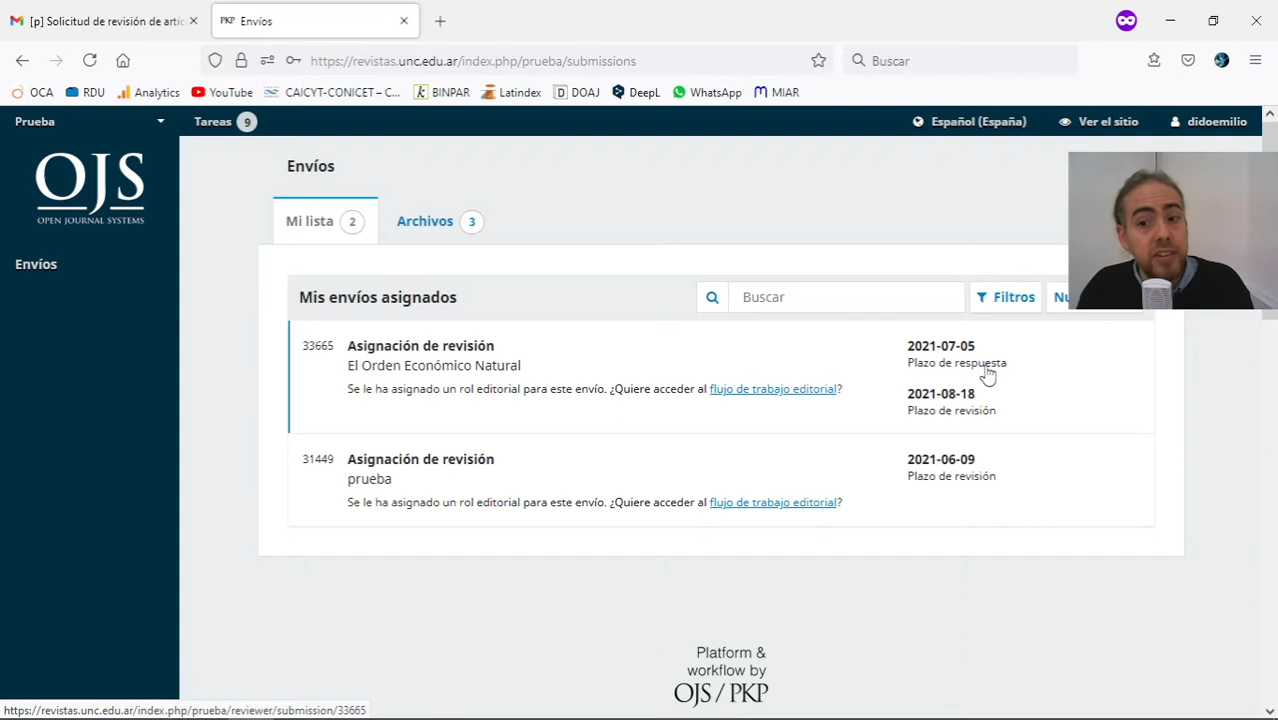 [p] Solicitud de revisión de artíc
PKP Envíos
https://revistas.unc.edu.ar/index.php/prueba/submissions
Buscar
OCA RDU Analytics YouTube CAICYT-CONICET – C... BINPAR Latindex DOAJ DeepL WhatsApp MIAR
Prueba
Tareas 9
Español (España) Ver el sitio didoemilio
OJS
OPEN JOURNAL SYSTEMS
Envíos
Envíos
Mi lista 2 Archivos 3
Mis envíos asignados
Buscar
Filtros
33665 Asignación de revisión
El Orden Económico Natural
Se le ha asignado un rol editorial para este envío. ¿Quiere acceder al flujo de trabajo editorial?
2021-07-05
Plazo de respuesta
2021-08-18
Plazo de revisión
31449 Asignación de revisión
prueba
Se le ha asignado un rol editorial para este envío. ¿Quiere acceder al flujo de trabajo editorial?
2021-06-09
Plazo de revisión
Platform &
workflow by
OJS / PKP
https://revistas.unc.edu.ar/index.php/prueba/reviewer/submission/33665